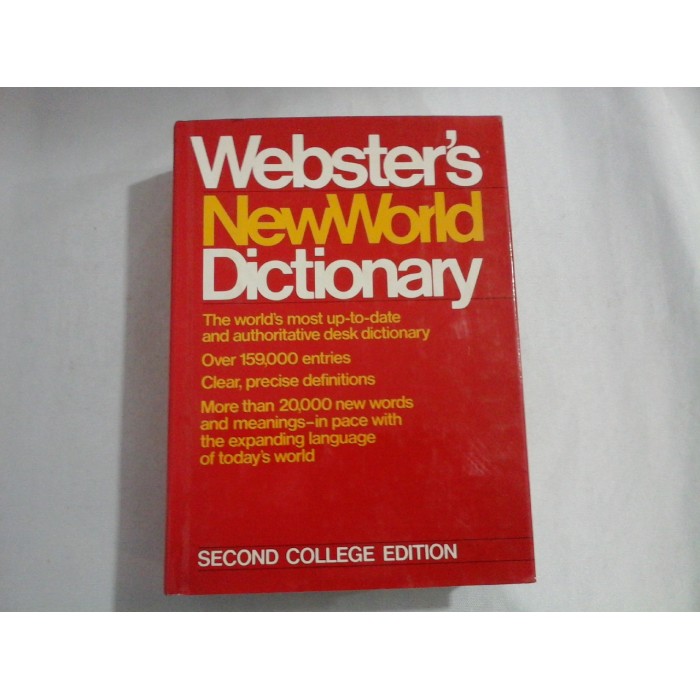 Webster's
NewWorld
Dictionary
The world's most up-to-date
and authoritative desk dictionary
Over 159,000 entries
Clear, precise definitions
More than 20,000 new words
and meanings–in pace with
the expanding language
of today's world
SECOND COLLEGE EDITION